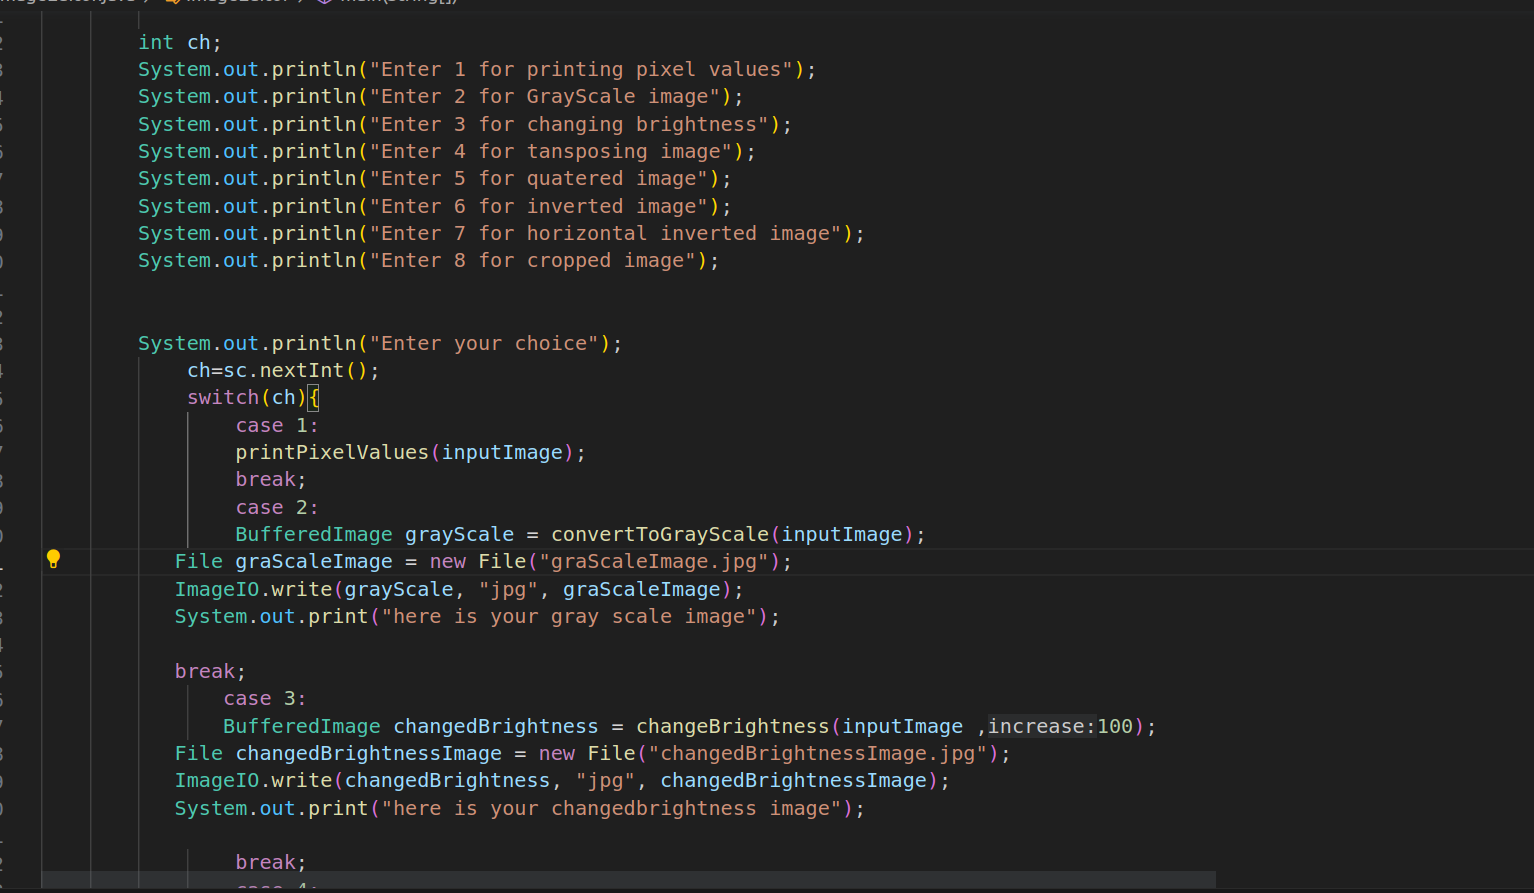 int ch;
System.out.println("Enter 1 for printing pixel values");
System.out.println("Enter 2 for GrayScale image");
System.out.println("Enter 3 for changing brightness");
System.out.println("Enter 4 for tansposing image");
System.out.println("Enter 5 for quatered image");
System.out.println("Enter 6 for inverted image");
System.out.println("Enter 7 for horizontal inverted image");
System.out.println("Enter 8 for cropped image");
System.out.println("Enter your choice");
ch=sc.nextInt();
switch(ch){
case 1:
printPixelValues(inputImage);
break;
case 2:
BufferedImage grayScale = convertToGrayScale(inputImage);
File graScaleImage = new File("graScaleImage.jpg");
ImageIO.write(grayScale, "jpg", graScaleImage);
System.out.print("here is your gray scale image");
break;
case 3:
BufferedImage changedBrightness = changeBrightness(inputImage ,increase:100);
File changedBrightnessImage = new File("changedBrightnessImage.jpg");
ImageIO.write(changedBrightness, "jpg", changedBrightnessImage);
System.out.print("here is your changedbrightness image");
break;
case 4: